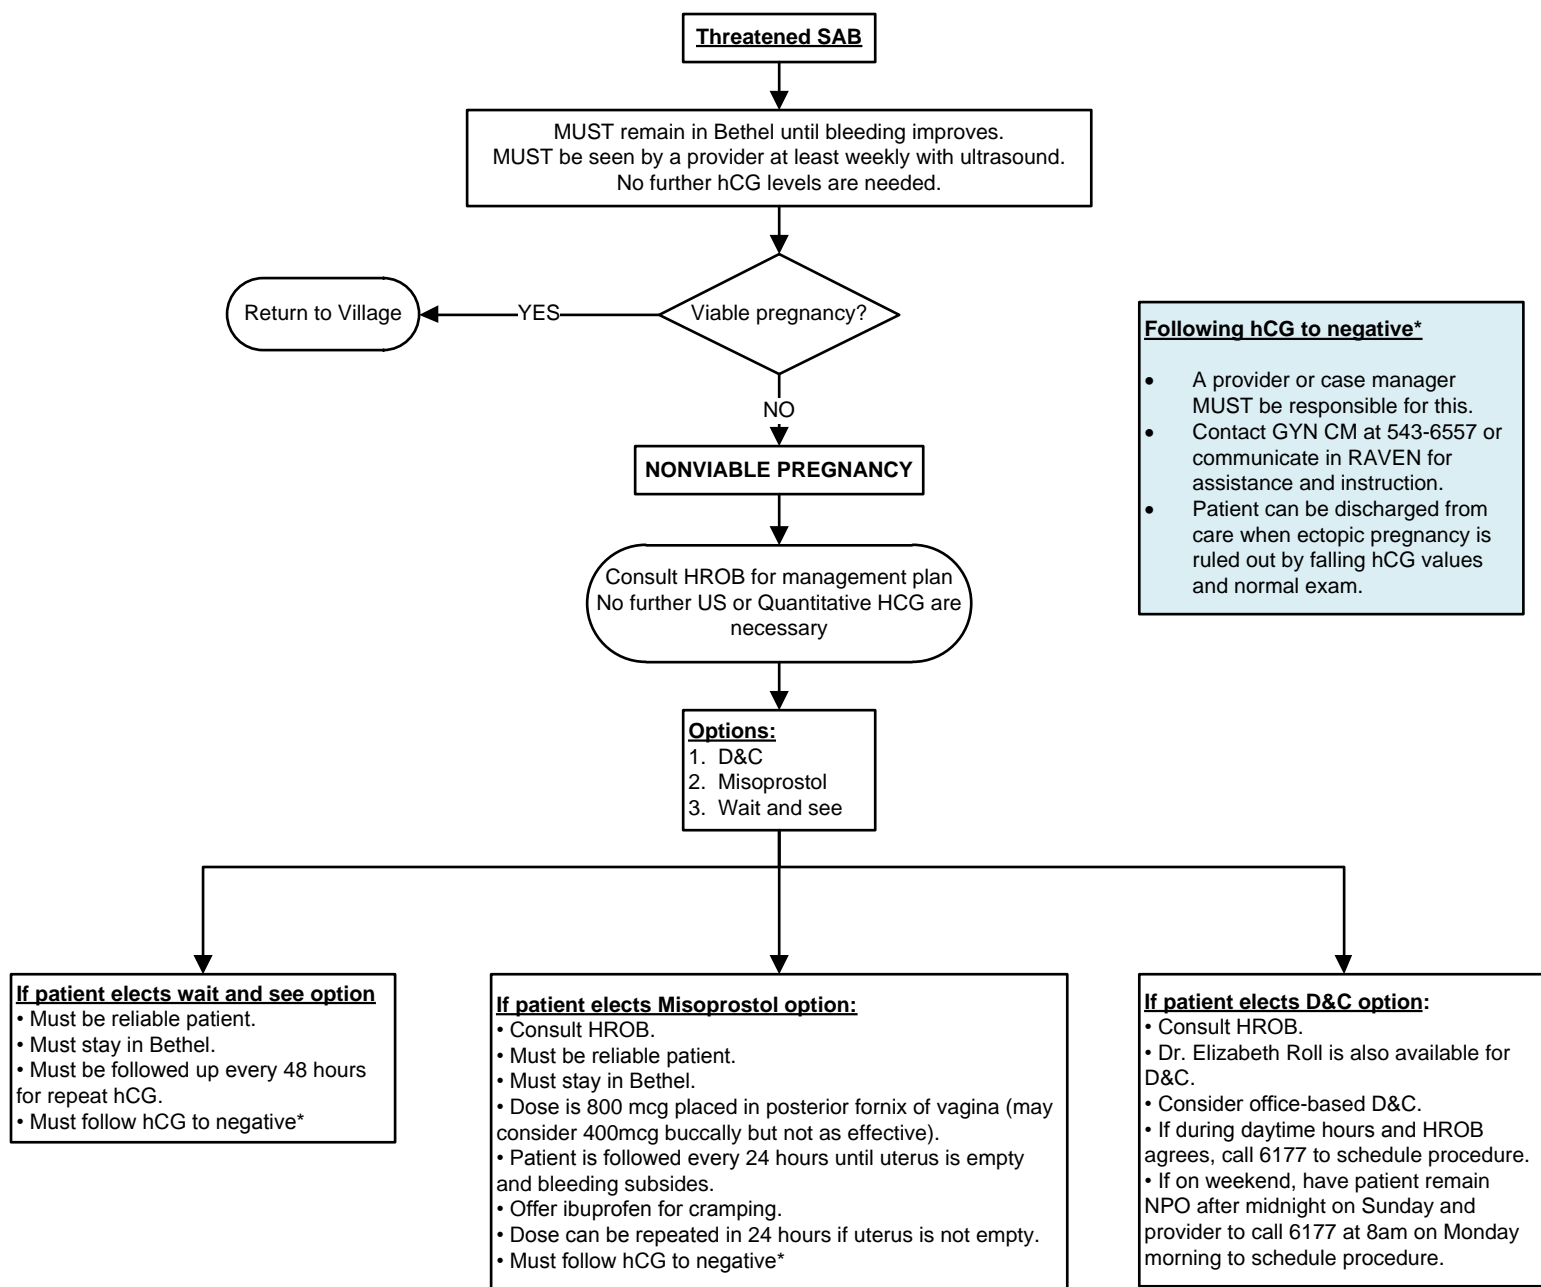 Threatened SAB
MUST remain in Bethel until bleeding improves.
MUST be seen by a provider at least weekly with ultrasound.
No further hCG levels are needed.
Return to Village
YES
Viable pregnancy?
NO
NONVIABLE PREGNANCY
Consult HROB for management plan
No further US or Quantitative HCG are
necessary
Following hCG to negative*
• A provider or case manager
MUST be responsible for this.
• Contact GYN CM at 543-6557 or
communicate in RAVEN for
assistance and instruction.
• Patient can be discharged from
care when ectopic pregnancy is
ruled out by falling hCG values
and normal exam.
Options:
1. D&C
2. Misoprostol
3. Wait and see
If patient elects wait and see option
• Must be reliable patient.
• Must stay in Bethel.
• Must be followed up every 48 hours
for repeat hCG.
• Must follow hCG to negative*
If patient elects Misoprostol option:
• Consult HROB.
• Must be reliable patient.
• Must stay in Bethel.
• Dose is 800 mcg placed in posterior fornix of vagina (may
consider 400mcg buccally but not as effective).
• Patient is followed every 24 hours until uterus is empty
and bleeding subsides.
• Offer ibuprofen for cramping.
• Dose can be repeated in 24 hours if uterus is not empty.
• Must follow hCG to negative*
If patient elects D&C option:
• Consult HROB.
• Dr. Elizabeth Roll is also available for
D&C.
• Consider office-based D&C.
• If during daytime hours and HROB
agrees, call 6177 to schedule procedure.
• If on weekend, have patient remain
NPO after midnight on Sunday and
provider to call 6177 at 8am on Monday
morning to schedule procedure.